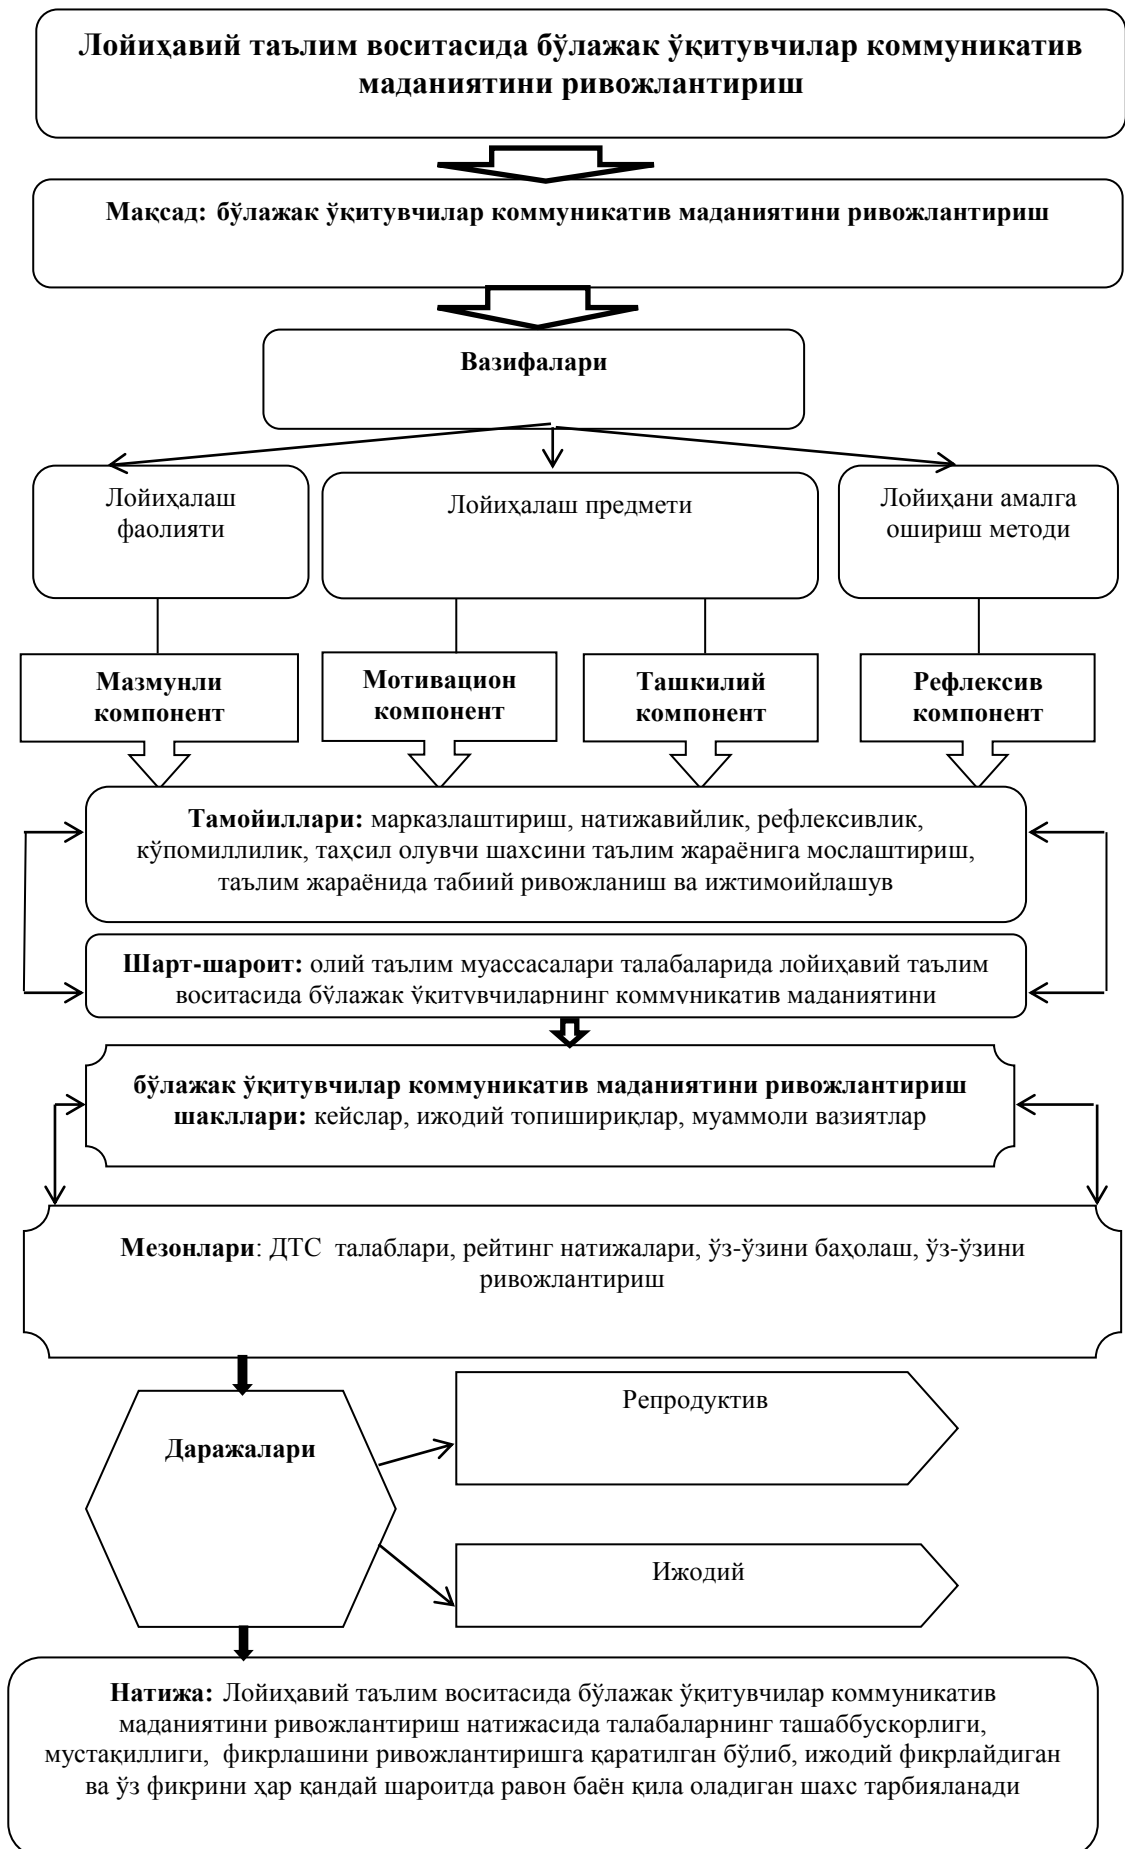 Лойиҳавий таълим воситасида бўлажак ўқитувчилар коммуникатив
маданиятини ривожлантириш
Мақсад: бўлажак ўқитувчилар коммуникатив маданиятини ривожлантириш
Вазифалари
Лойиҳалаш
фаолияти
Лойиҳалаш предмети
Лойиҳани амалга
ошириш методи
Мазмунли
компонент
Мотивацион
компонент
Ташкилий
компонент
Рефлексив
компонент
Тамойиллари: марказлаштириш, натижавийлик, рефлексивлик,
кўпомиллилик, таҳсил олувчи шахсини таълим жараёнига мослаштириш,
таълим жараёнида табиий ривожланиш ва ижтимоийлашув
Шарт-шароит: олий таълим муассасалари талабаларида лойиҳавий таълим
воситасида бўлажак ўқитувчиларнинг коммуникатив маданиятини
бўлажак ўқитувчилар коммуникатив маданиятини ривожлантириш
шакллари: кейслар, ижодий топшириқлар, муаммоли вазиятлар
Мезонлари: ДТС талаблари, рейтинг натижалари, ўз-ўзини баҳолаш, ўз-ўзини
ривожлантириш
Даражалари
Репродуктив
Ижодий
Натижа: Лойиҳавий таълим воситасида бўлажак ўқитувчилар коммуникатив
маданиятини ривожлантириш натижасида талабаларнинг ташаббускорлиги,
мустақиллиги, фикрлашини ривожлантиришга қаратилган бўлиб, ижодий фикрлайдиган
ва ўз фикрини ҳар қандай шароитда равон баён қила оладиган шахс тарбияланади